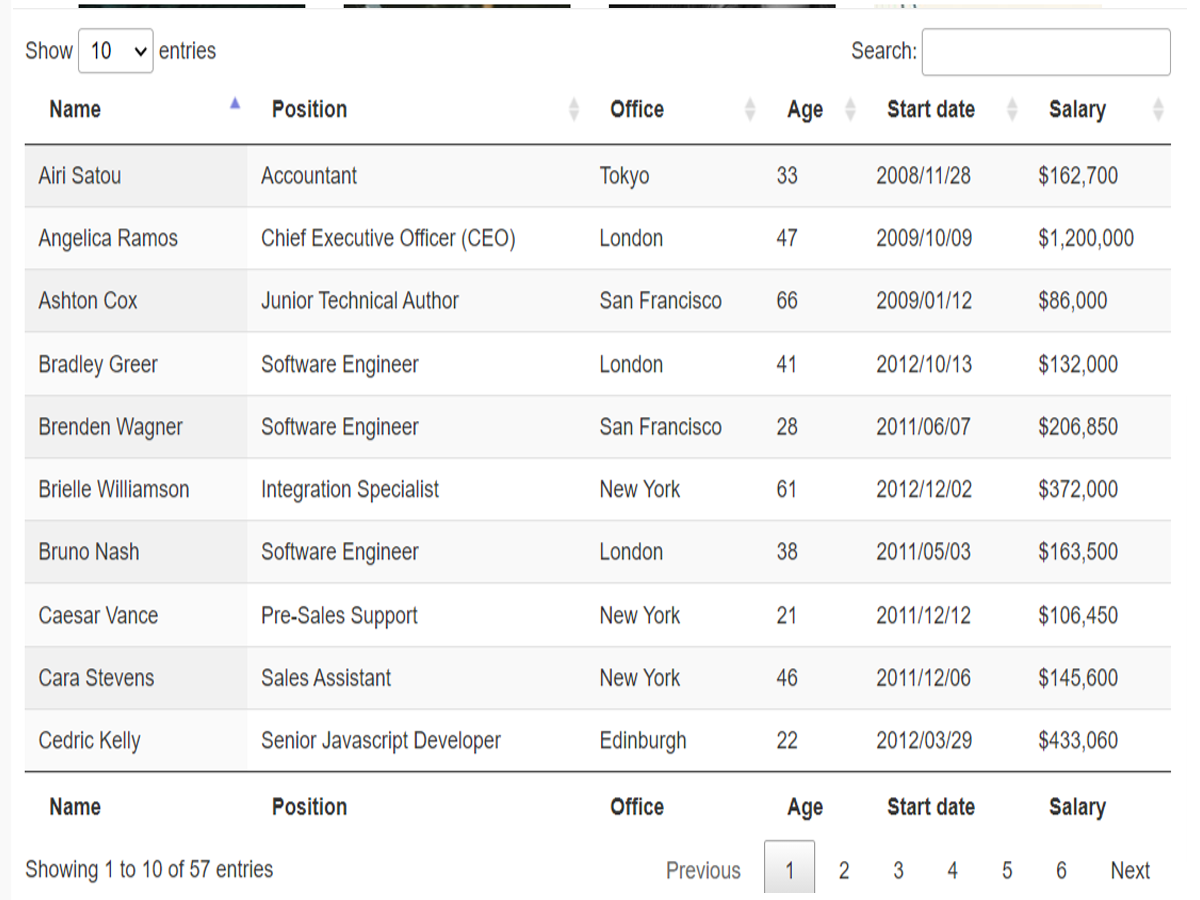 Show 10 entries Search:
Name Position Office Age Start date Salary
Airi Satou Accountant Tokyo 33 2008/11/28 $162,700
Angelica Ramos Chief Executive Officer (CEO) London 47 2009/10/09 $1,200,000
Ashton Cox Junior Technical Author San Francisco 66 2009/01/12 $86,000
Bradley Greer Software Engineer London 41 2012/10/13 $132,000
Brenden Wagner Software Engineer San Francisco 28 2011/06/07 $206,850
Brielle Williamson Integration Specialist New York 61 2012/12/02 $372,000
Bruno Nash Software Engineer London 38 2011/05/03 $163,500
Caesar Vance Pre-Sales Support New York 21 2011/12/12 $106,450
Cara Stevens Sales Assistant New York 46 2011/12/06 $145,600
Cedric Kelly Senior Javascript Developer Edinburgh 22 2012/03/29 $433,060
Name Position Office Age Start date Salary
Showing 1 to 10 of 57 entries Previous 1 2 3 4 5 6 Next